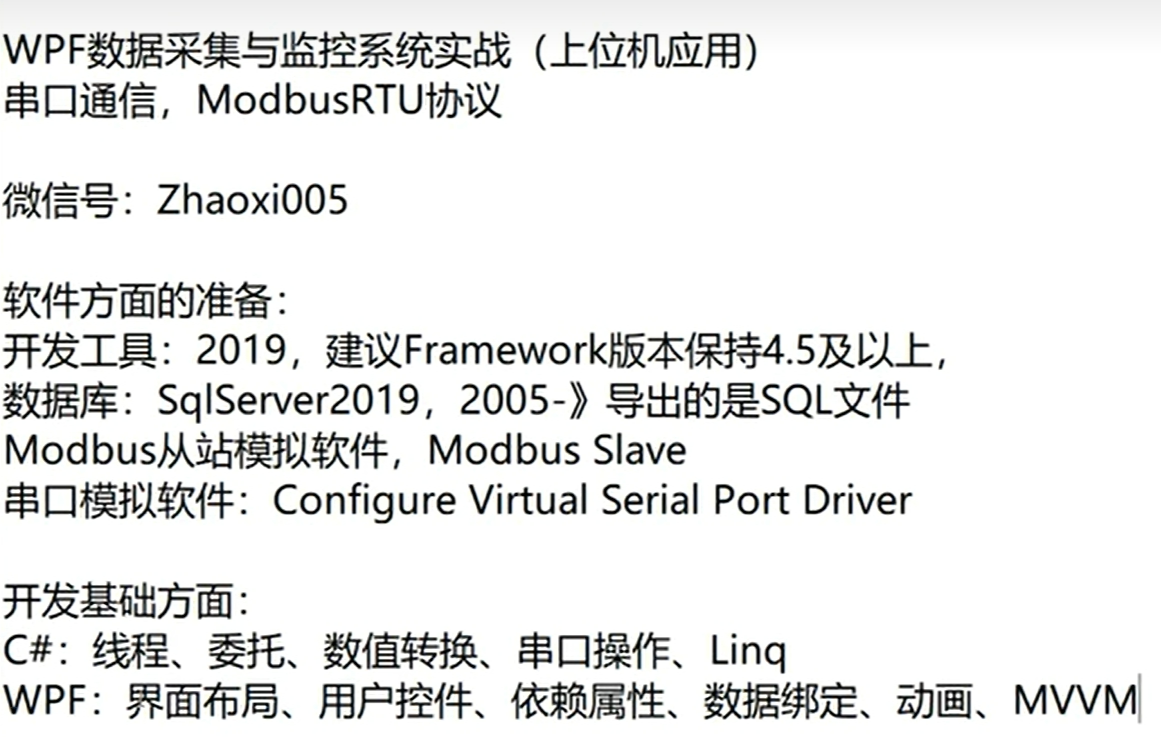 WPF数据采集与监控系统实战（上位机应用）
串口通信，ModbusRTU协议
微信号：Zhaoxi005
软件方面的准备：
开发工具：2019，建议Framework版本保持4.5及以上，
数据库：SqlServer2019，2005-》导出的是SQL文件
Modbus从站模拟软件，Modbus Slave
串口模拟软件：Configure Virtual Serial Port Driver
开发基础方面：
C#：线程、委托、数值转换、串口操作、Linq
WPF：界面布局、用户控件、依赖属性、数据绑定、动画、MVVM